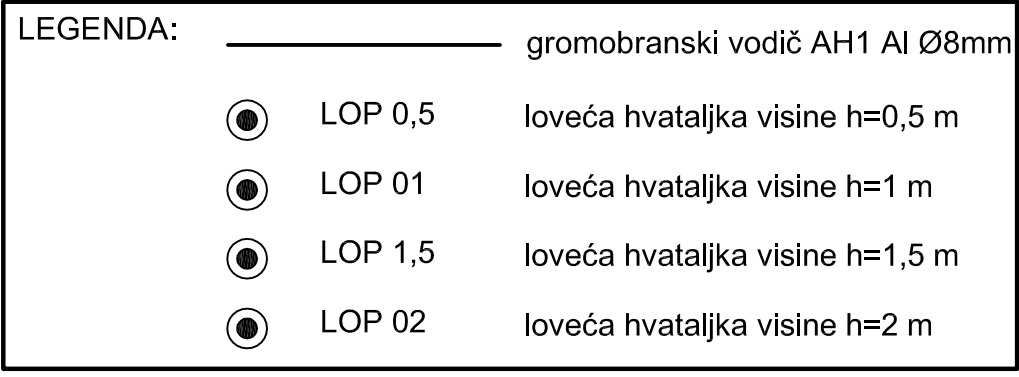 LEGENDA:
gromobranski vodič AH1 Al Ø8mm
LOP 0,5 loveća hvataljka visine h=0,5 m
LOP 01 loveća hvataljka visine h=1 m
LOP 1,5 loveća hvataljka visine h=1,5 m
LOP 02 loveća hvataljka visine h=2 m